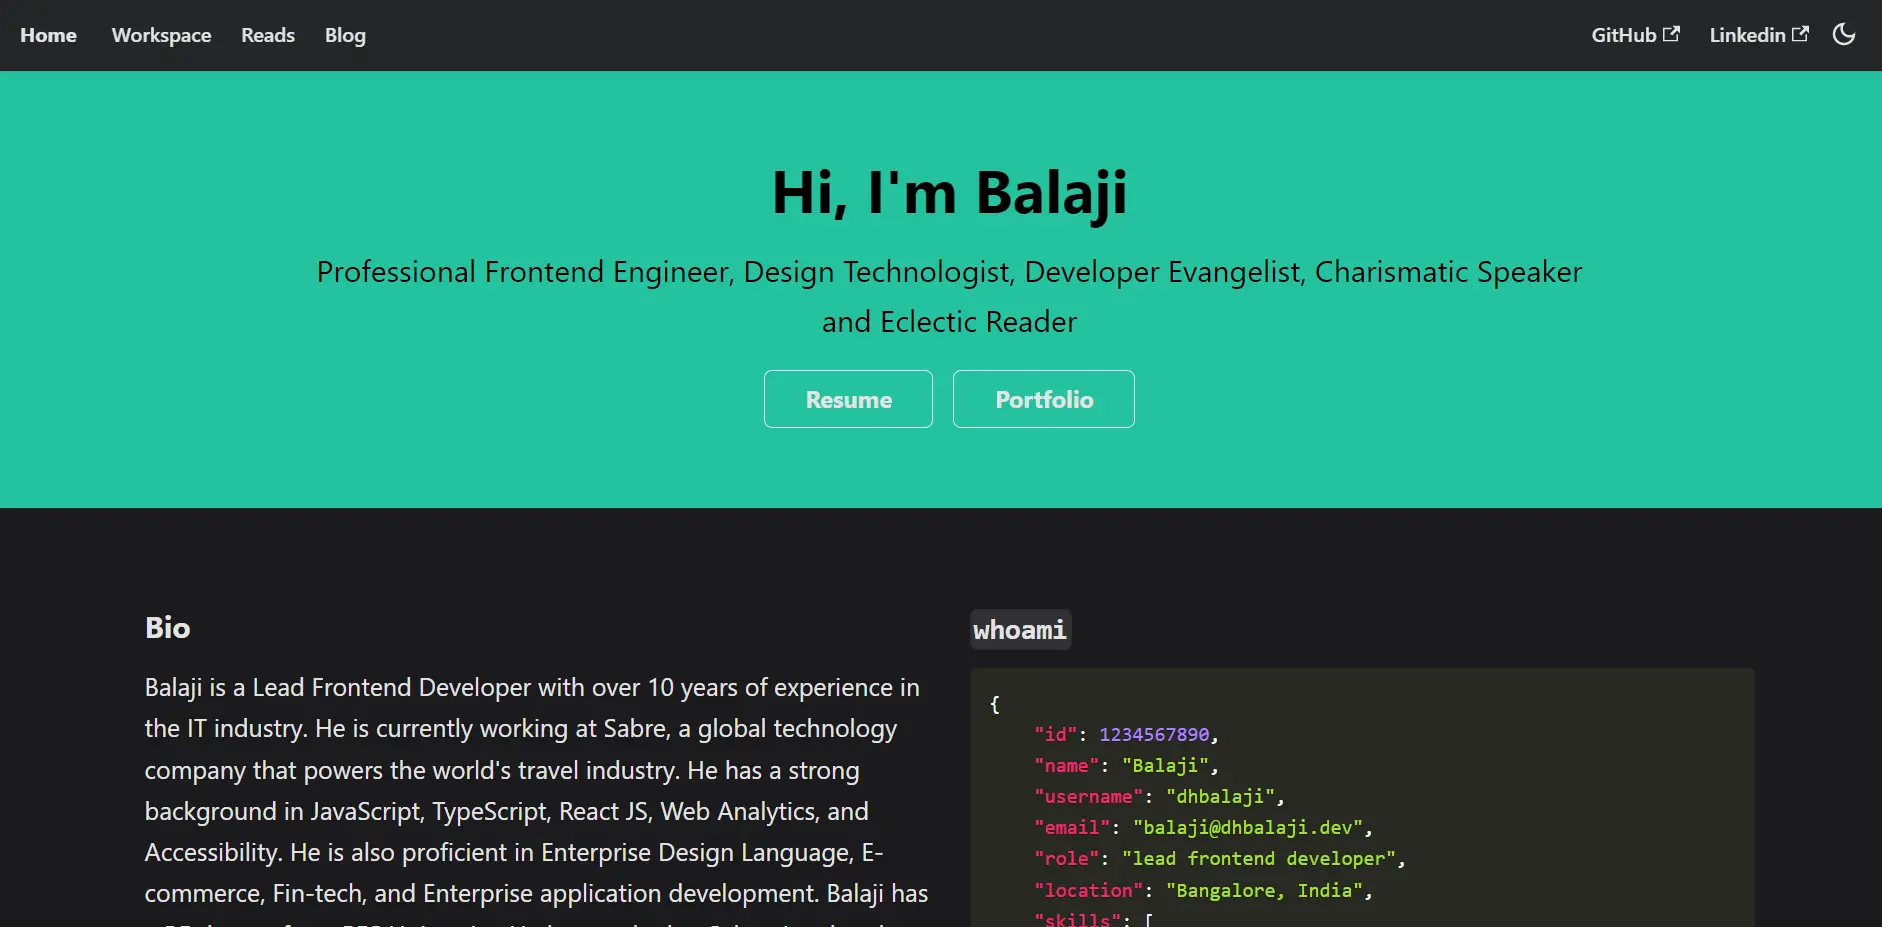 Home Workspace Reads Blog GitHub Linkedin
Hi, I'm Balaji
Professional Frontend Engineer, Design Technologist, Developer Evangelist, Charismatic Speaker
and Eclectic Reader
Resume Portfolio
Bio
Balaji is a Lead Frontend Developer with over 10 years of experience in
the IT industry. He is currently working at Sabre, a global technology
company that powers the world's travel industry. He has a strong
background in JavaScript, TypeScript, React JS, Web Analytics, and
Accessibility. He is also proficient in Enterprise Design Language, E-
commerce, Fin-tech, and Enterprise application development. Balaji has
whoami
{
"id": 1234567890,
"name": "Balaji",
"username": "dhbalaji",
"email": "balaji@dhbalaji.dev",
"role": "lead frontend developer",
"location": "Bangalore, India",
"skills": [